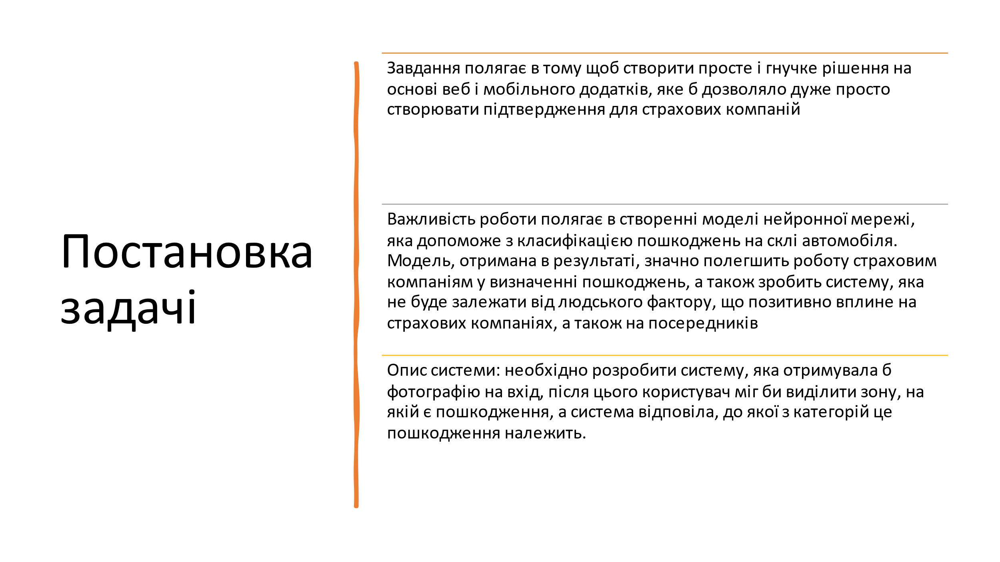 Постановка
задачі
Завдання полягає в тому щоб створити просте і гнучке рішення на
основі веб і мобільного додатків, яке б дозволяло дуже просто
створювати підтвердження для страхових компаній
Важливість роботи полягає в створенні моделі нейронної мережі,
яка допоможе з класифікацією пошкоджень на склі автомобіля.
Модель, отримана в результаті, значно полегшить роботу страховим
компаніям у визначенні пошкоджень, а також зробить систему, яка
не буде залежати від людського фактору, що позитивно вплине на
страхових компаніях, а також на посередників
Опис системи: необхідно розробити систему, яка отримувала б
фотографію на вхід, після цього користувач міг би виділити зону, на
якій є пошкодження, а система відповіла, до якої з категорій це
пошкодження належить.